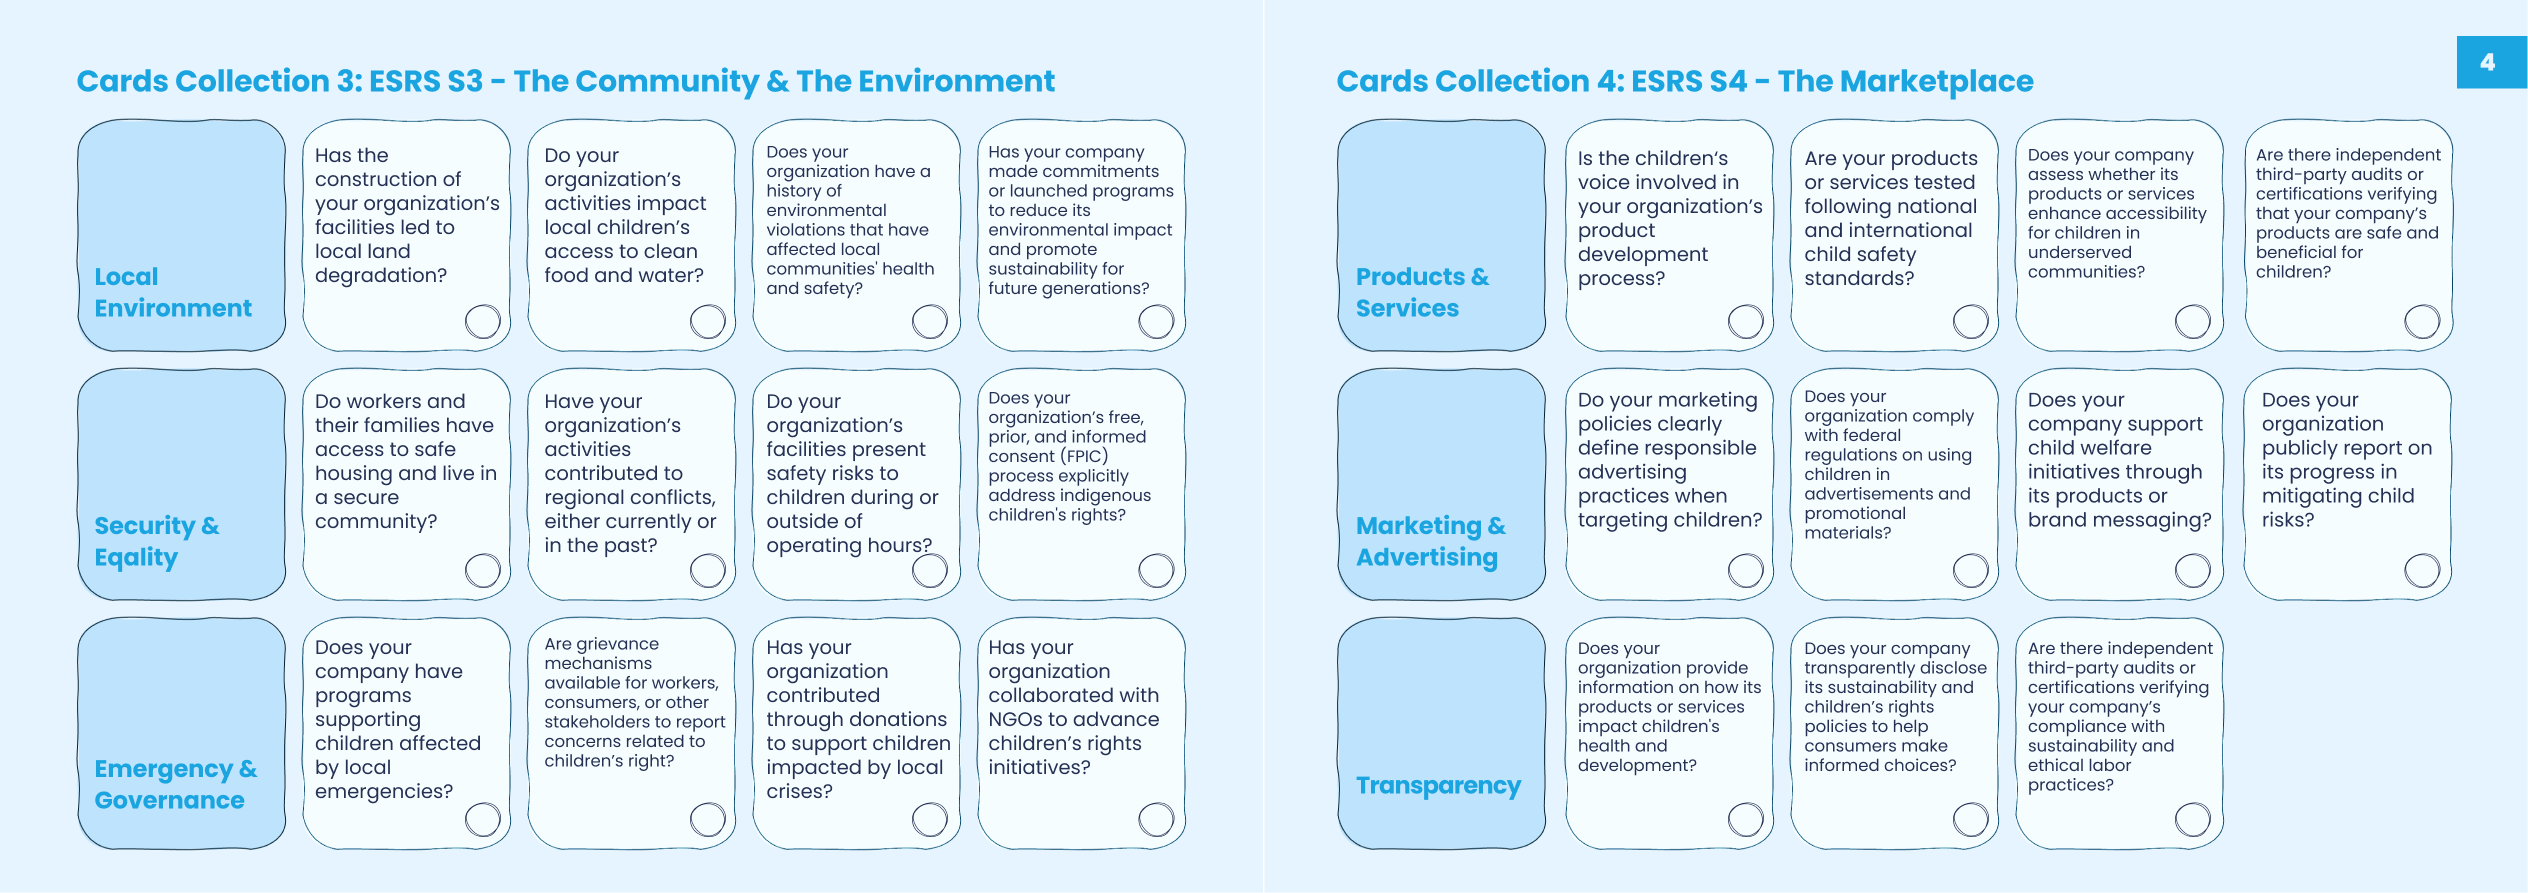 Cards Collection 3: ESRS S3 - The Community & The Environment
Local
Environment
Has the
construction of
your organization's
facilities led to
local land
degradation?
Do your
organization's
activities impact
local children's
access to clean
food and water?
Does your
organization have a
history of
environmental
violations that have
affected local
communities' health
and safety?
Has your company
made commitments
or launched programs
to reduce its
environmental impact
and promote
sustainability for
future generations?
Security &
Eqality
Do workers and
their families have
access to safe
housing and live in
a secure
community?
Have your
organization's
activities
contributed to
regional conflicts,
either currently or
in the past?
Do your
organization's
facilities present
safety risks to
children during or
outside of
operating hours?
Does your
organization's free,
prior, and informed
consent (FPIC)
process explicitly
address indigenous
children's rights?
Emergency &
Governance
Does your
company have
programs
supporting
children affected
by local
emergencies?
Are grievance
mechanisms
available for workers,
consumers, or other
stakeholders to report
concerns related to
children's right?
Has your
organization
contributed
through donations
to support children
impacted by local
crises?
Has your
organization
collaborated with
NGOs to advance
children's rights
initiatives?
4
Cards Collection 4: ESRS S4 - The Marketplace
Products &
Services
Is the children's
voice involved in
your organization's
product
development
process?
Are your products
or services tested
following national
and international
child safety
standards?
Does your company
assess whether its
products or services
enhance accessibility
for children in
underserved
communities?
Are there independent
third-party audits or
certifications verifying
that your company's
products are safe and
beneficial for
children?
Marketing &
Advertising
Do your marketing
policies clearly
define responsible
advertising
practices when
targeting children?
Does your
organization comply
with federal
regulations on using
children in
advertisements and
promotional
materials?
Does your
company support
child welfare
initiatives through
its products or
brand messaging?
Does your
organization
publicly report on
its progress in
mitigating child
risks?
Transparency
Does your
organization provide
information on how its
products or services
impact children's
health and
development?
Does your company
transparently disclose
its sustainability and
children's rights
policies to help
consumers make
informed choices?
Are there independent
third-party audits or
certifications verifying
your company's
compliance with
sustainability and
ethical labor
practices?